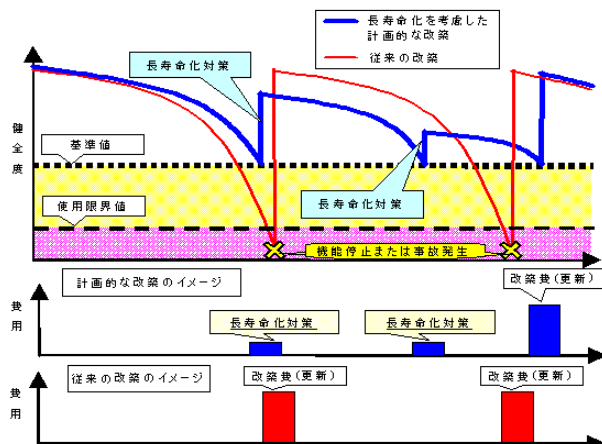 長寿命化を考慮した
計画的な改築
従来の改築
長寿命化対策
健全度
基準値
長寿命化対策
使用限界値
機能停止または事故発生
計画的な改築のイメージ
改築費(更新)
費用
長寿命化対策
長寿命化対策
従来の改築のイメージ
改築費(更新)
改築費(更新)
費用